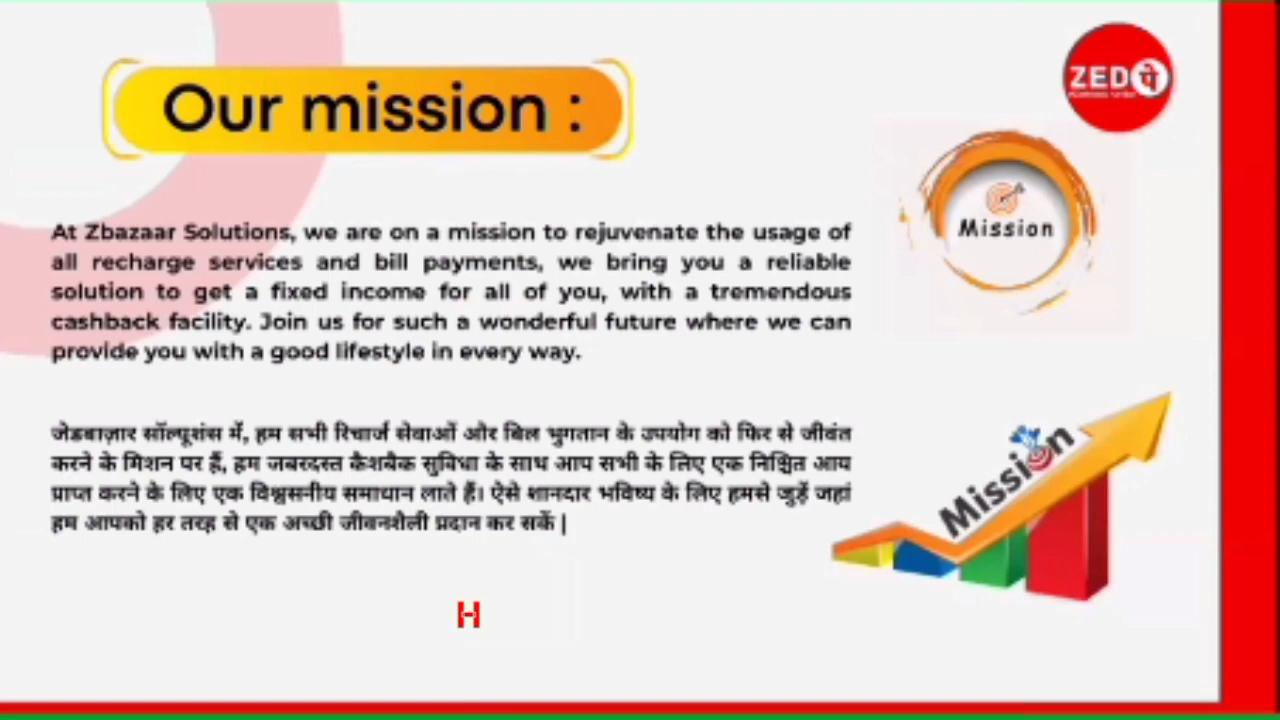 Our mission :
ZEDपे
Mission
At Zbazaar Solutions, we are on a mission to rejuvenate the usage of
all recharge services and bill payments, we bring you a reliable
solution to get a fixed income for all of you, with a tremendous
cashback facility. Join us for such a wonderful future where we can
provide you with a good lifestyle in every way.
जेडबाज़ार सॉल्यूशंस में, हम सभी रिचार्ज सेवाओं और बिल भुगतान के उपयोग को फिर से जीवंत
करने के मिशन पर हैं, हम जबरदस्त कैशबैक सुविधा के साथ आप सभी के लिए एक निश्चित आय
प्राप्त करने के लिए एक विश्वसनीय समाधान लाते हैं। ऐसे शानदार भविष्य के लिए हमसे जुड़ें जहां
हम आपको हर तरह से एक अच्छी जीवनशैली प्रदान कर सकें |
Mission
H